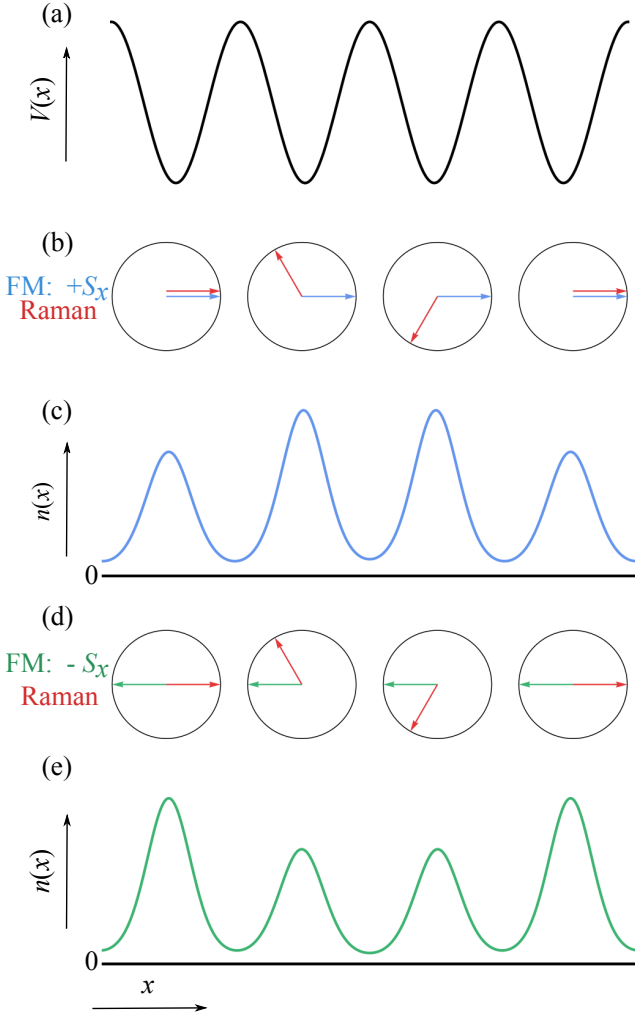 (a)
V(x)
(b)
FM: +Sx
Raman
(c)
n(x)
0
(d)
FM: - Sx
Raman
(e)
n(x)
0
x